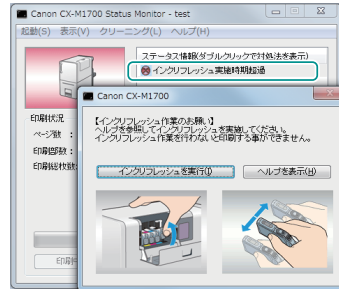 Canon CX-M1700 Status Monitor - test
起動(S) 表示(V) クリーニング(L) ヘルプ(H)
ステータス情報(ダブルクリックで対処法を表示)
インクリフレッシュ実施時期超過
印刷状況
ページ数 :
印刷部数 :
印刷総枚数:
Canon CX-M1700
【インクリフレッシュ作業のお願い】
ヘルプを参照してインクリフレッシュを実施してください。
インクリフレッシュ作業を行わないと印刷する事ができません。
インクリフレッシュを実行(I)
ヘルプを表示(H)